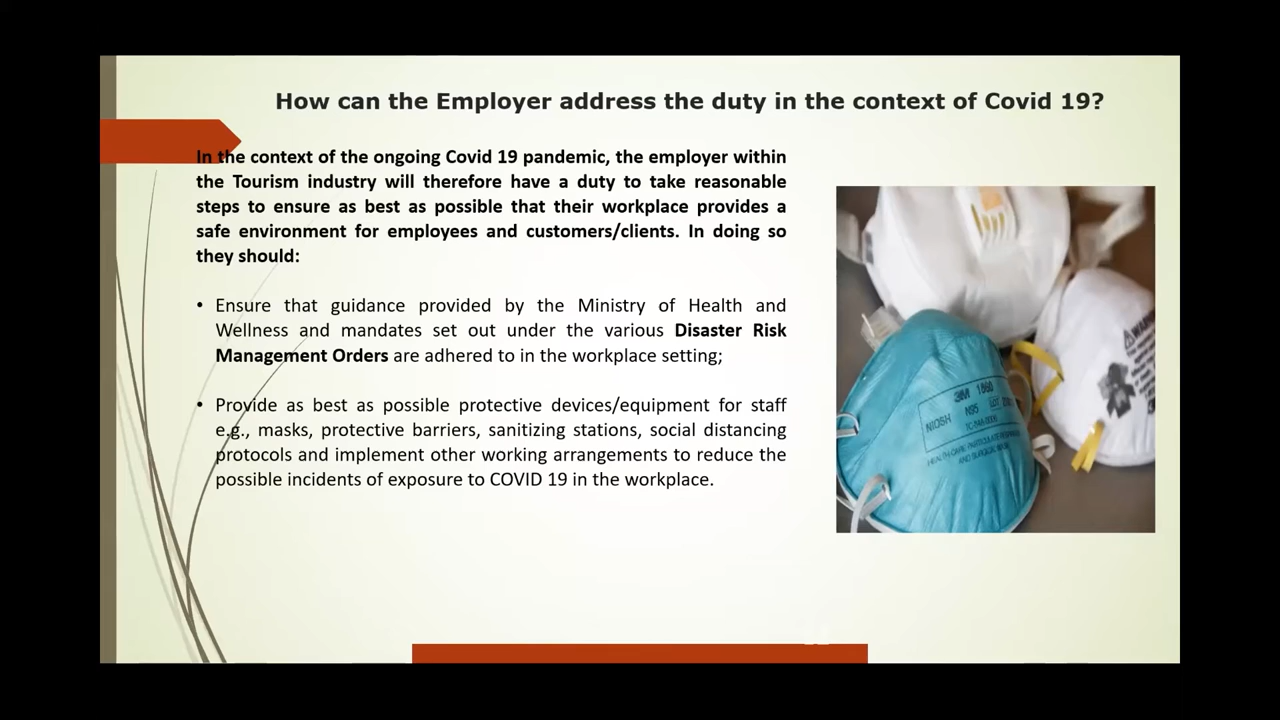 How can the Employer address the duty in the context of Covid 19?
In the context of the ongoing Covid 19 pandemic, the employer within
the Tourism industry will therefore have a duty to take reasonable
steps to ensure as best as possible that their workplace provides a
safe environment for employees and customers/clients. In doing so
they should:
• Ensure that guidance provided by the Ministry of Health and
Wellness and mandates set out under the various Disaster Risk
Management Orders are adhered to in the workplace setting;
• Provide as best as possible protective devices/equipment for staff
e.g., masks, protective barriers, sanitizing stations, social distancing
protocols and implement other working arrangements to reduce the
possible incidents of exposure to COVID 19 in the workplace.
3M 1860
NIOSH N95
AND SURGICAL MASK